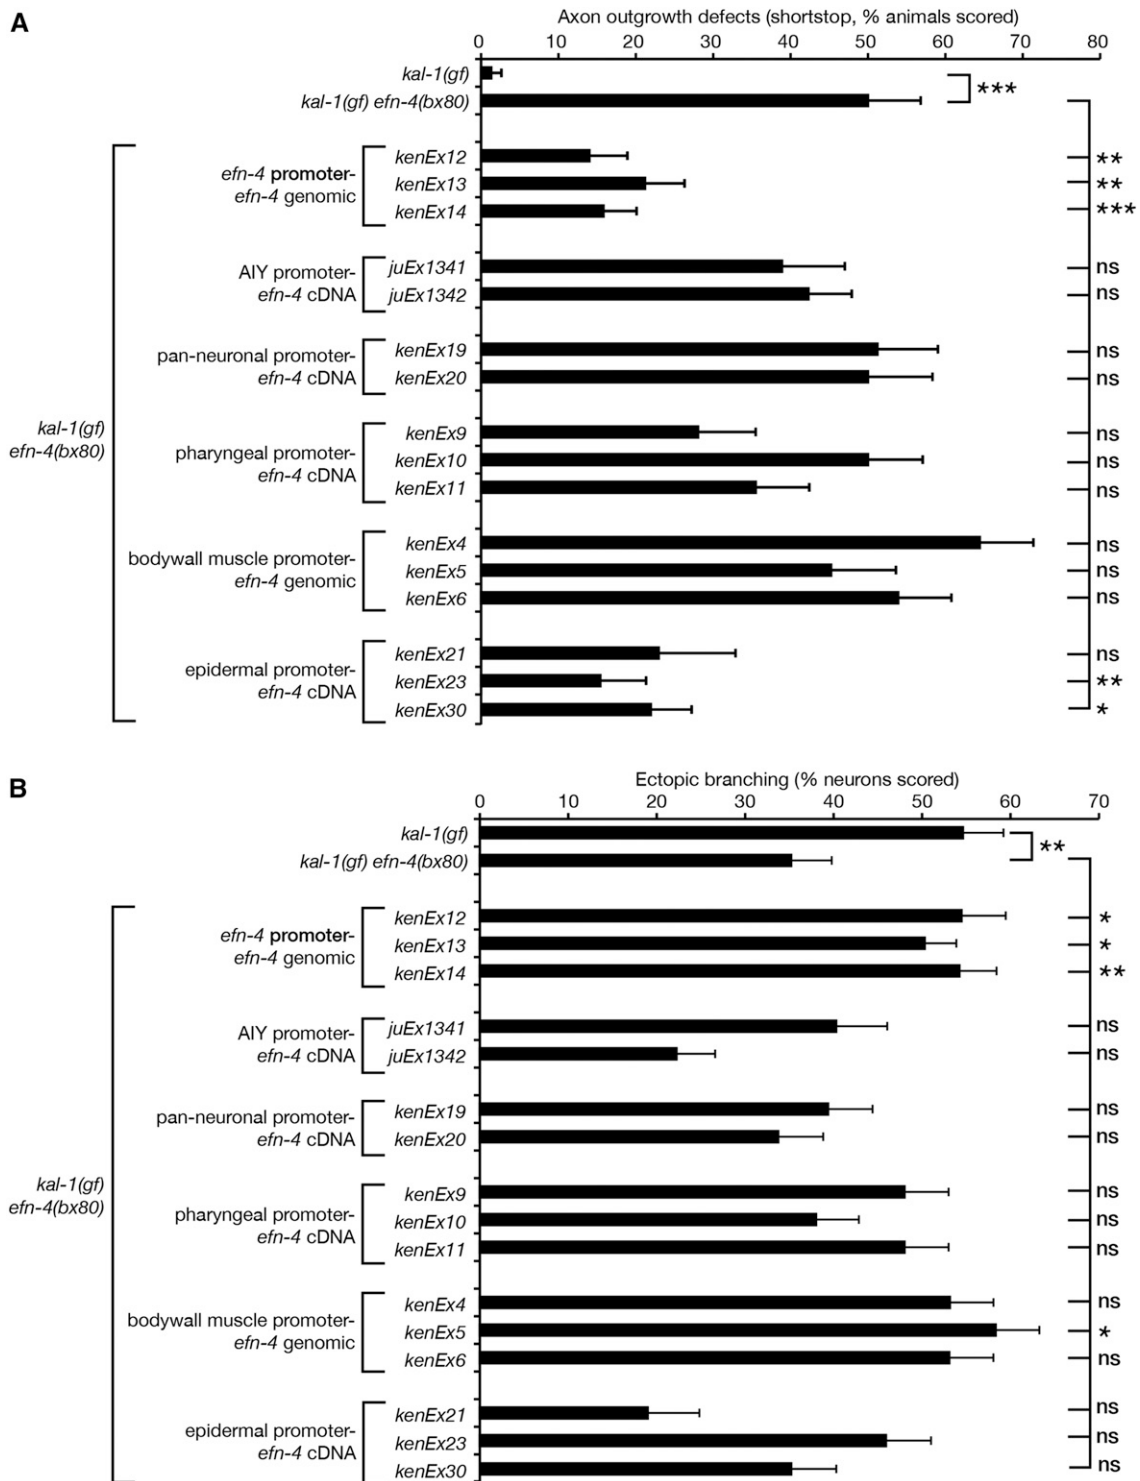 A
Axon outgrowth defects (shortstop, % animals scored)
0 10 20 30 40 50 60 70 80
kal-1(gf)
kal-1(gf) efn-4(bx80)
***
efn-4 promoter-
efn-4 genomic
kenEx12 **
kenEx13 **
kenEx14 ***
AIY promoter-
efn-4 cDNA
juEx1341 ns
juEx1342 ns
pan-neuronal promoter-
efn-4 cDNA
kenEx19 ns
kenEx20 ns
kal-1(gf)
efn-4(bx80)
pharyngeal promoter-
efn-4 cDNA
kenEx9 ns
kenEx10 ns
kenEx11 ns
bodywall muscle promoter-
efn-4 genomic
kenEx4 ns
kenEx5 ns
kenEx6 ns
epidermal promoter-
efn-4 cDNA
kenEx21 ns
kenEx23 **
kenEx30 *
B
Ectopic branching (% neurons scored)
0 10 20 30 40 50 60 70
kal-1(gf)
kal-1(gf) efn-4(bx80)
**
efn-4 promoter-
efn-4 genomic
kenEx12 *
kenEx13 *
kenEx14 **
AIY promoter-
efn-4 cDNA
juEx1341 ns
juEx1342 ns
pan-neuronal promoter-
efn-4 cDNA
kenEx19 ns
kenEx20 ns
kal-1(gf)
efn-4(bx80)
pharyngeal promoter-
efn-4 cDNA
kenEx9 ns
kenEx10 ns
kenEx11 ns
bodywall muscle promoter-
efn-4 genomic
kenEx4 ns
kenEx5 *
kenEx6 ns
epidermal promoter-
efn-4 cDNA
kenEx21 ns
kenEx23 ns
kenEx30 ns